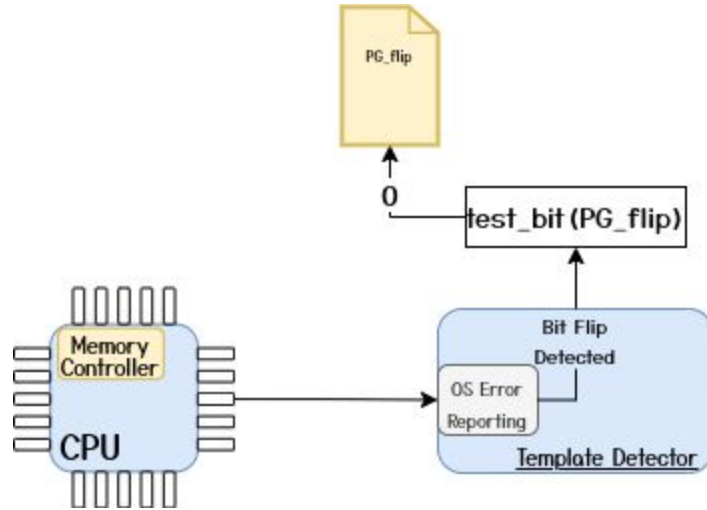 PG_flip
0
test_bit(PG_flip)
Memory
Controller
CPU
Bit Flip
Detected
OS Error
Reporting
Template Detector